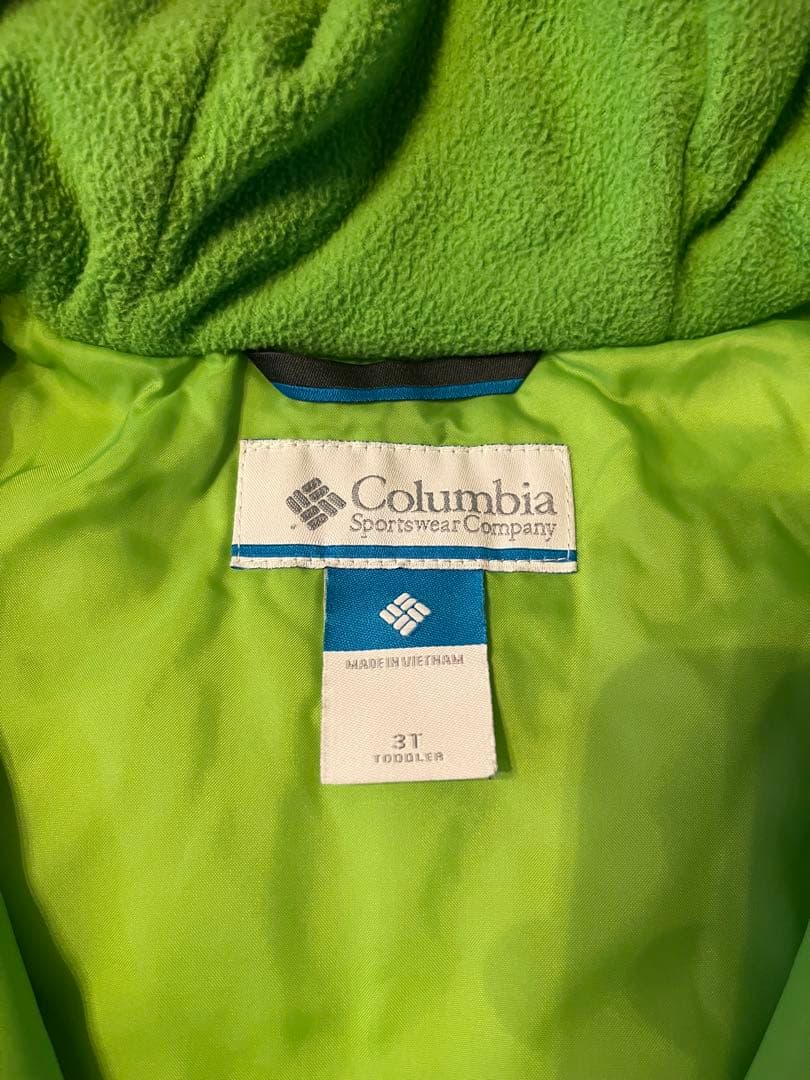 Columbia
Sportswear Company
MADE IN VIETNAM
3T
TODDLER